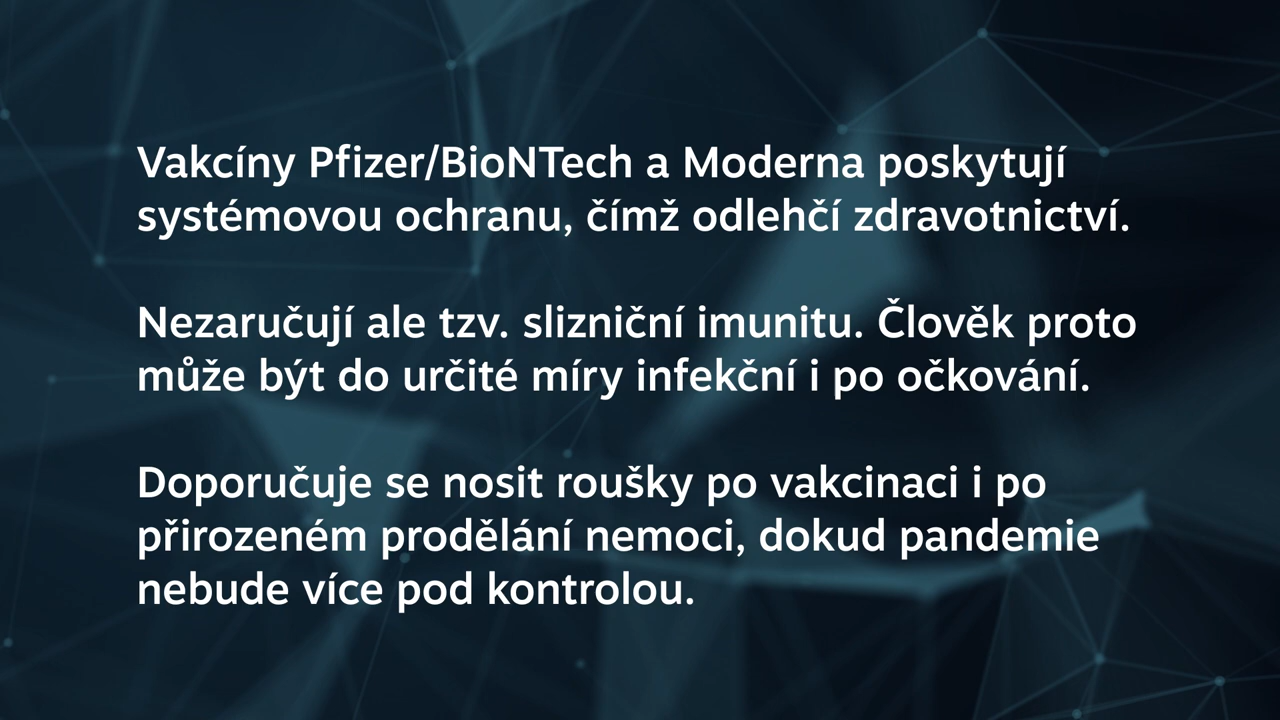 Vakcíny Pfizer/BioNTech a Moderna poskytují
systémovou ochranu, čímž odlehčí zdravotnictví.
Nezaručují ale tzv. slizniční imunitu. Člověk proto
může být do určité míry infekční i po očkování.
Doporučuje se nosit roušky po vakcinaci i po
přirozeném prodělání nemoci, dokud pandemie
nebude více pod kontrolou.